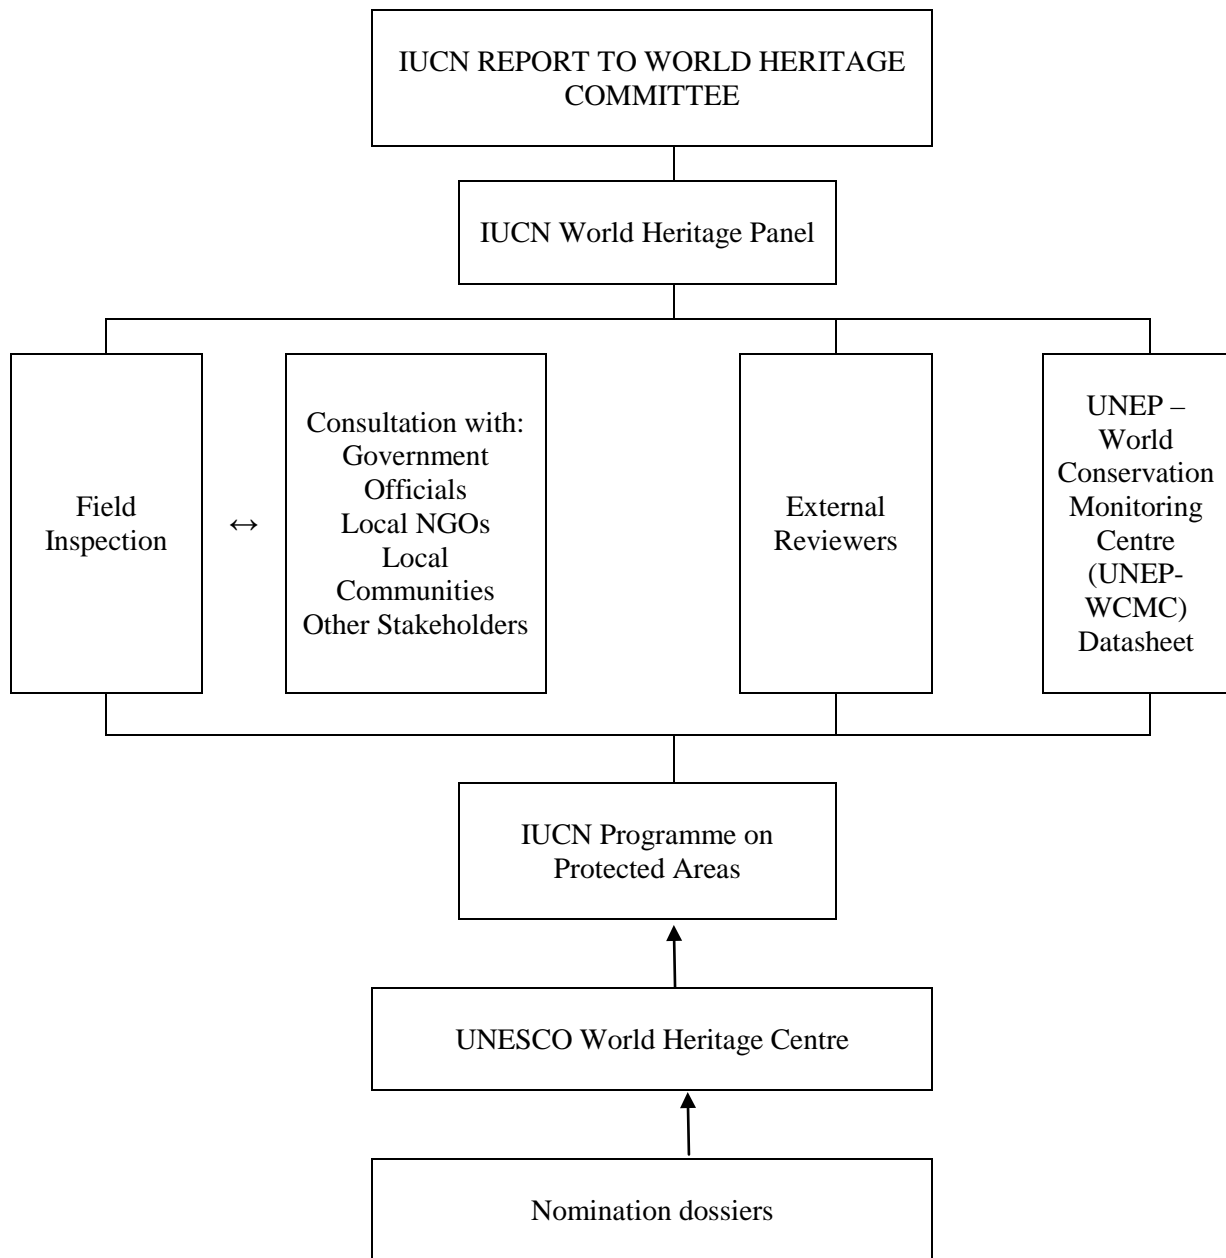 IUCN REPORT TO WORLD HERITAGE
COMMITTEE
IUCN World Heritage Panel
Field
Inspection
↔
Consultation with:
Government
Officials
Local NGOs
Local
Communities
Other Stakeholders
External
Reviewers
UNEP –
World
Conservation
Monitoring
Centre
(UNEP-
WCMC)
Datasheet
IUCN Programme on
Protected Areas
UNESCO World Heritage Centre
Nomination dossiers